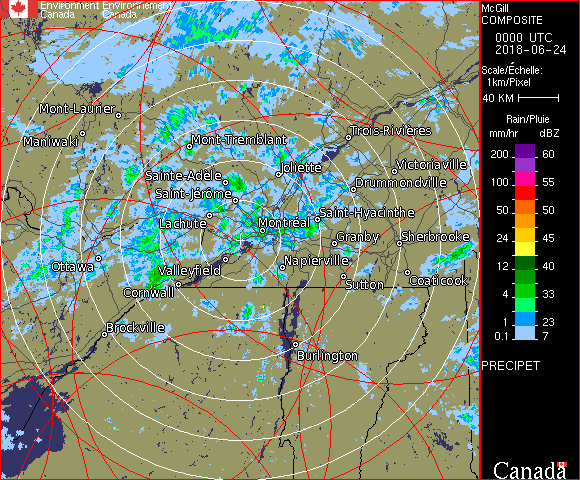 Environment Environnement
Canada Canada
McGill
COMPOSITE
0000 UTC
2018-06-24
Scale/Échelle:
1km/Pixel
40 KM
Rain/Pluie
mm/hr dBZ
200 60
100 55
50 50
24 45
12 40
4 33
1 23
0.1 7
PRECIPET
Canada
Mont-Laurier
Maniwaki
Mont-Tremblant
Trois-Rivières
Joliette
Victoriaville
Sainte-Adèle
Drummondville
Saint-Jérôme
Saint-Hyacinthe
Lachute
Montréal
Granby
Sherbrooke
Ottawa
Valleyfield
Napierville
Coaticook
Sutton
Cornwall
Brockville
Burlington